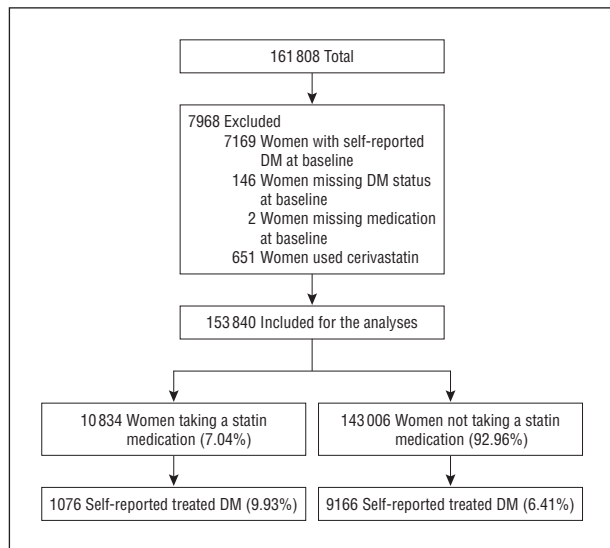 161 808 Total
7968 Excluded
7169 Women with self-reported
DM at baseline
146 Women missing DM status
at baseline
2 Women missing medication
at baseline
651 Women used cerivastatin
153 840 Included for the analyses
10 834 Women taking a statin
medication (7.04%)
143 006 Women not taking a statin
medication (92.96%)
1076 Self-reported treated DM (9.93%)
9166 Self-reported treated DM (6.41%)